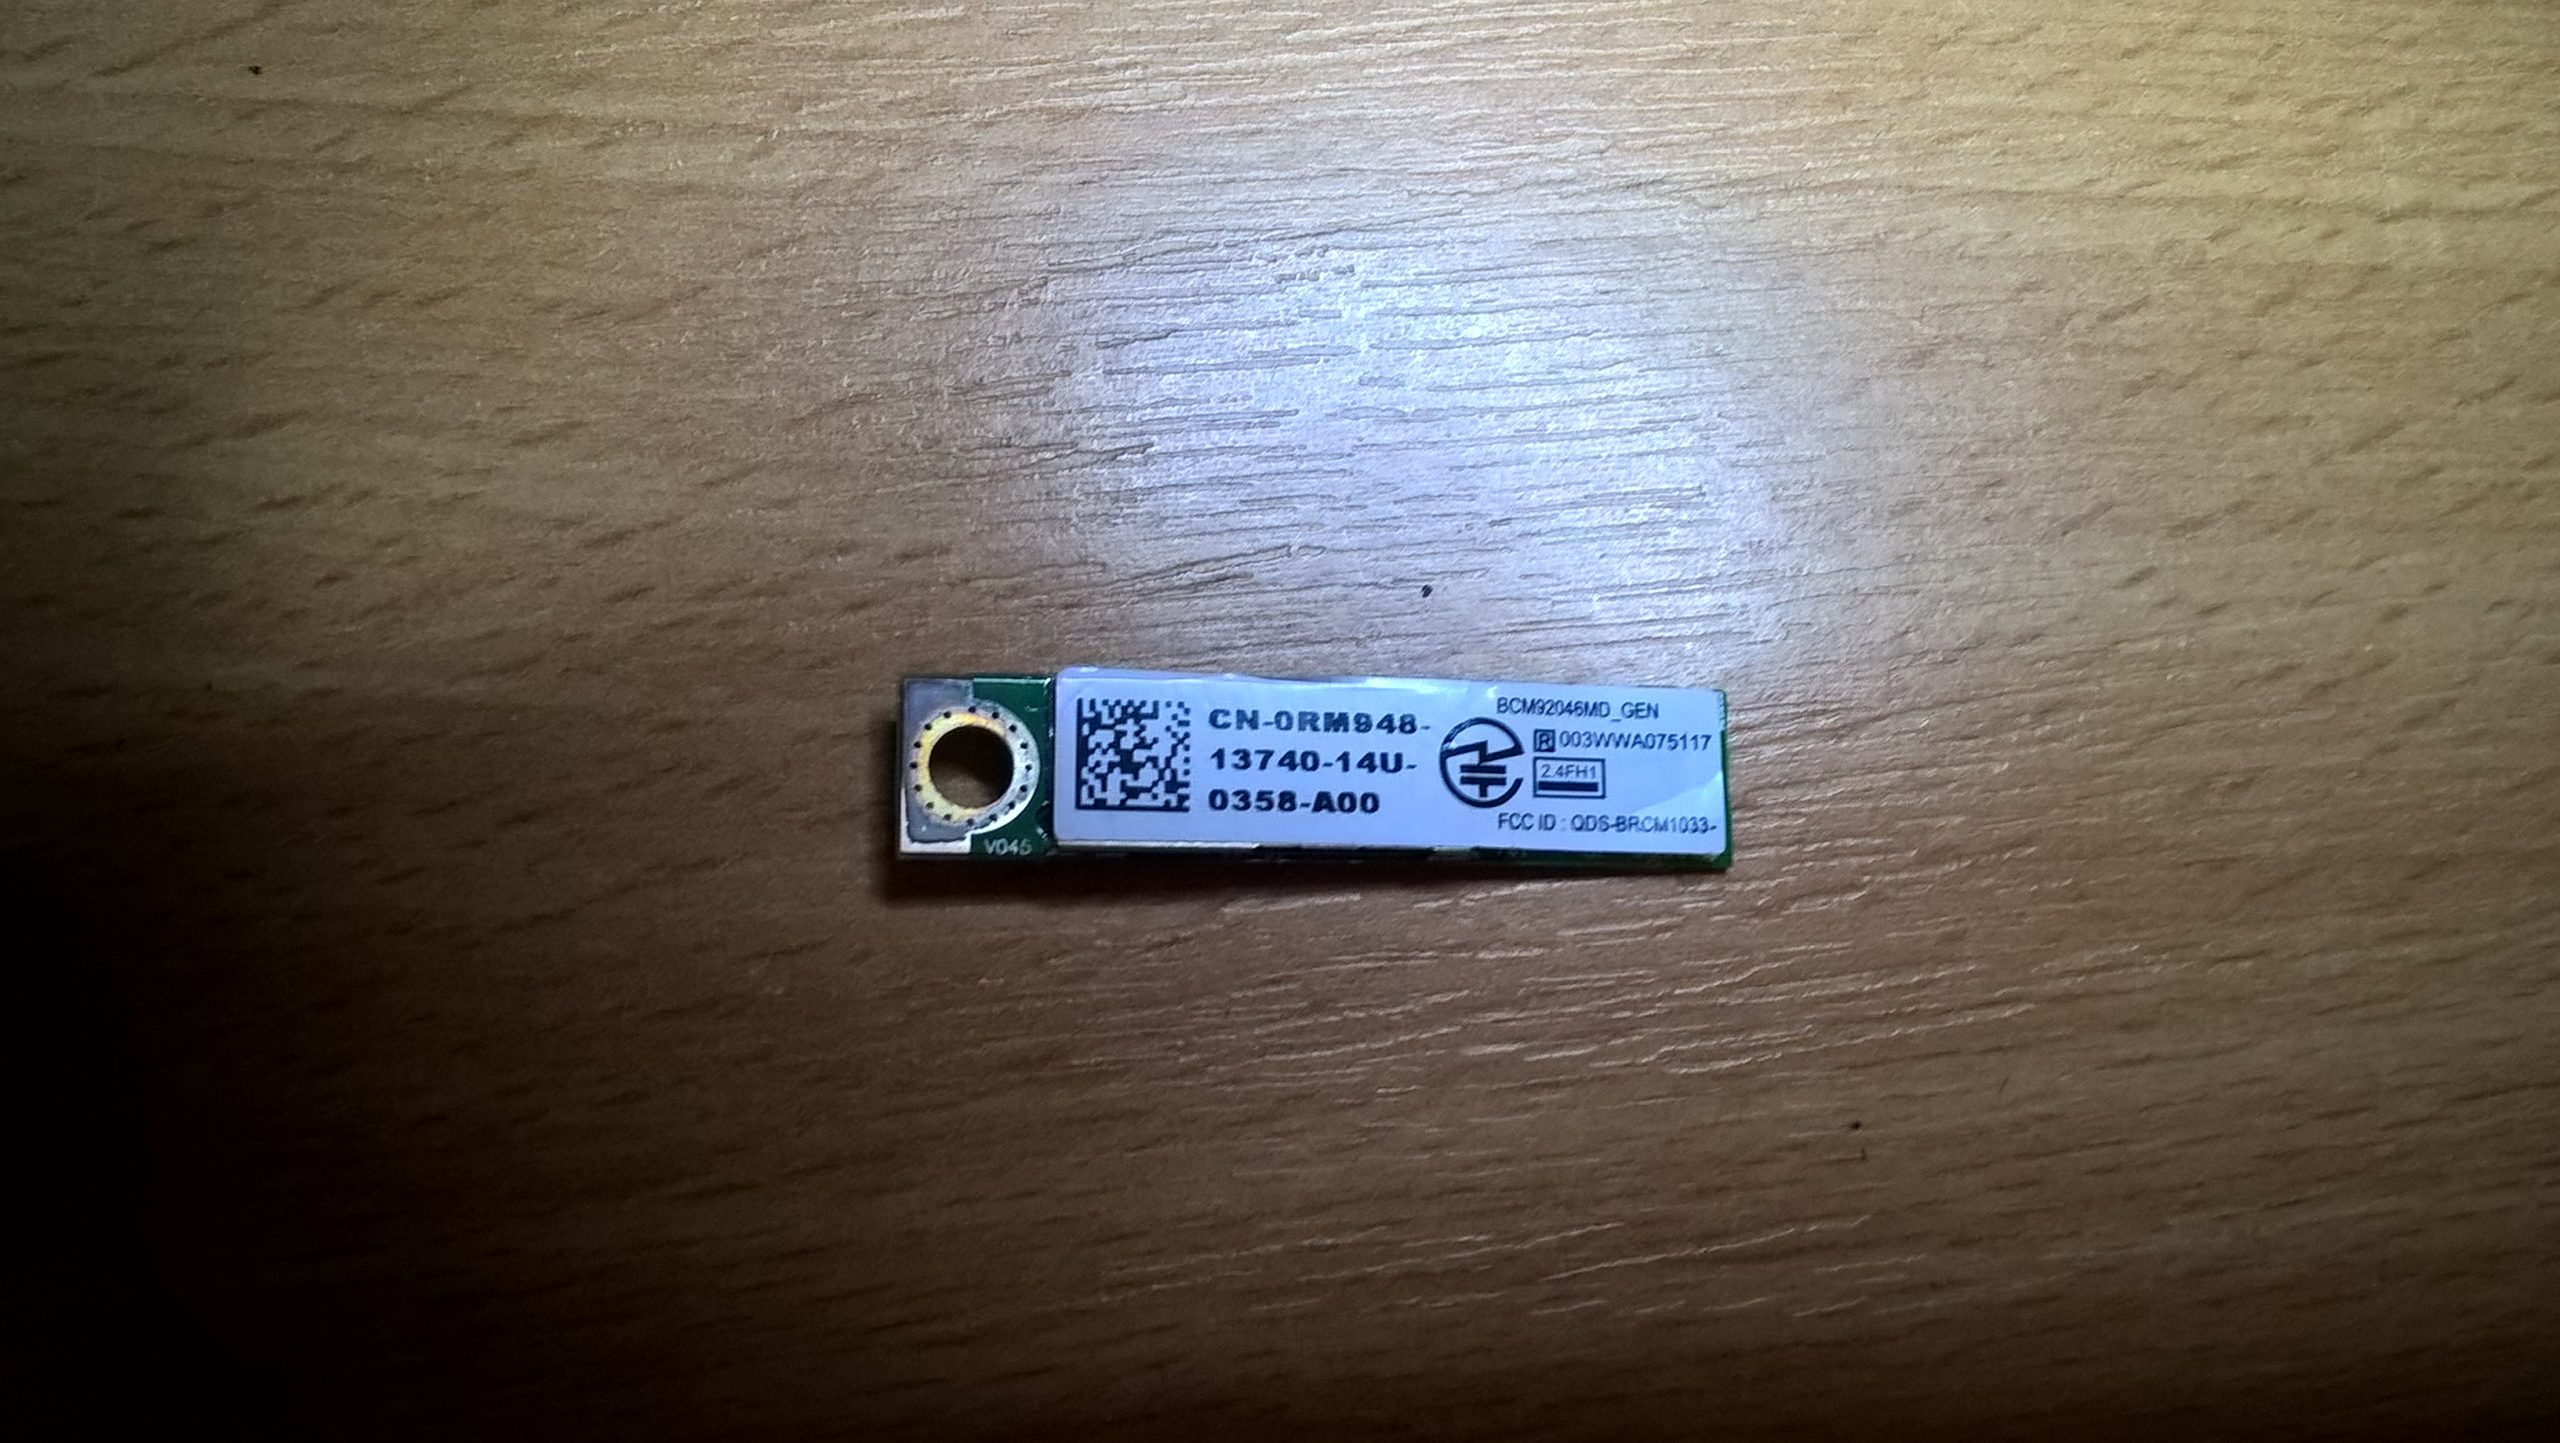 CN-0RM948-
13740-14U-
0358-A00
BCM92046MD_GEN
R 003WWA075117
2.4FH1
FCC ID : QDS-BRCM1033-
V045